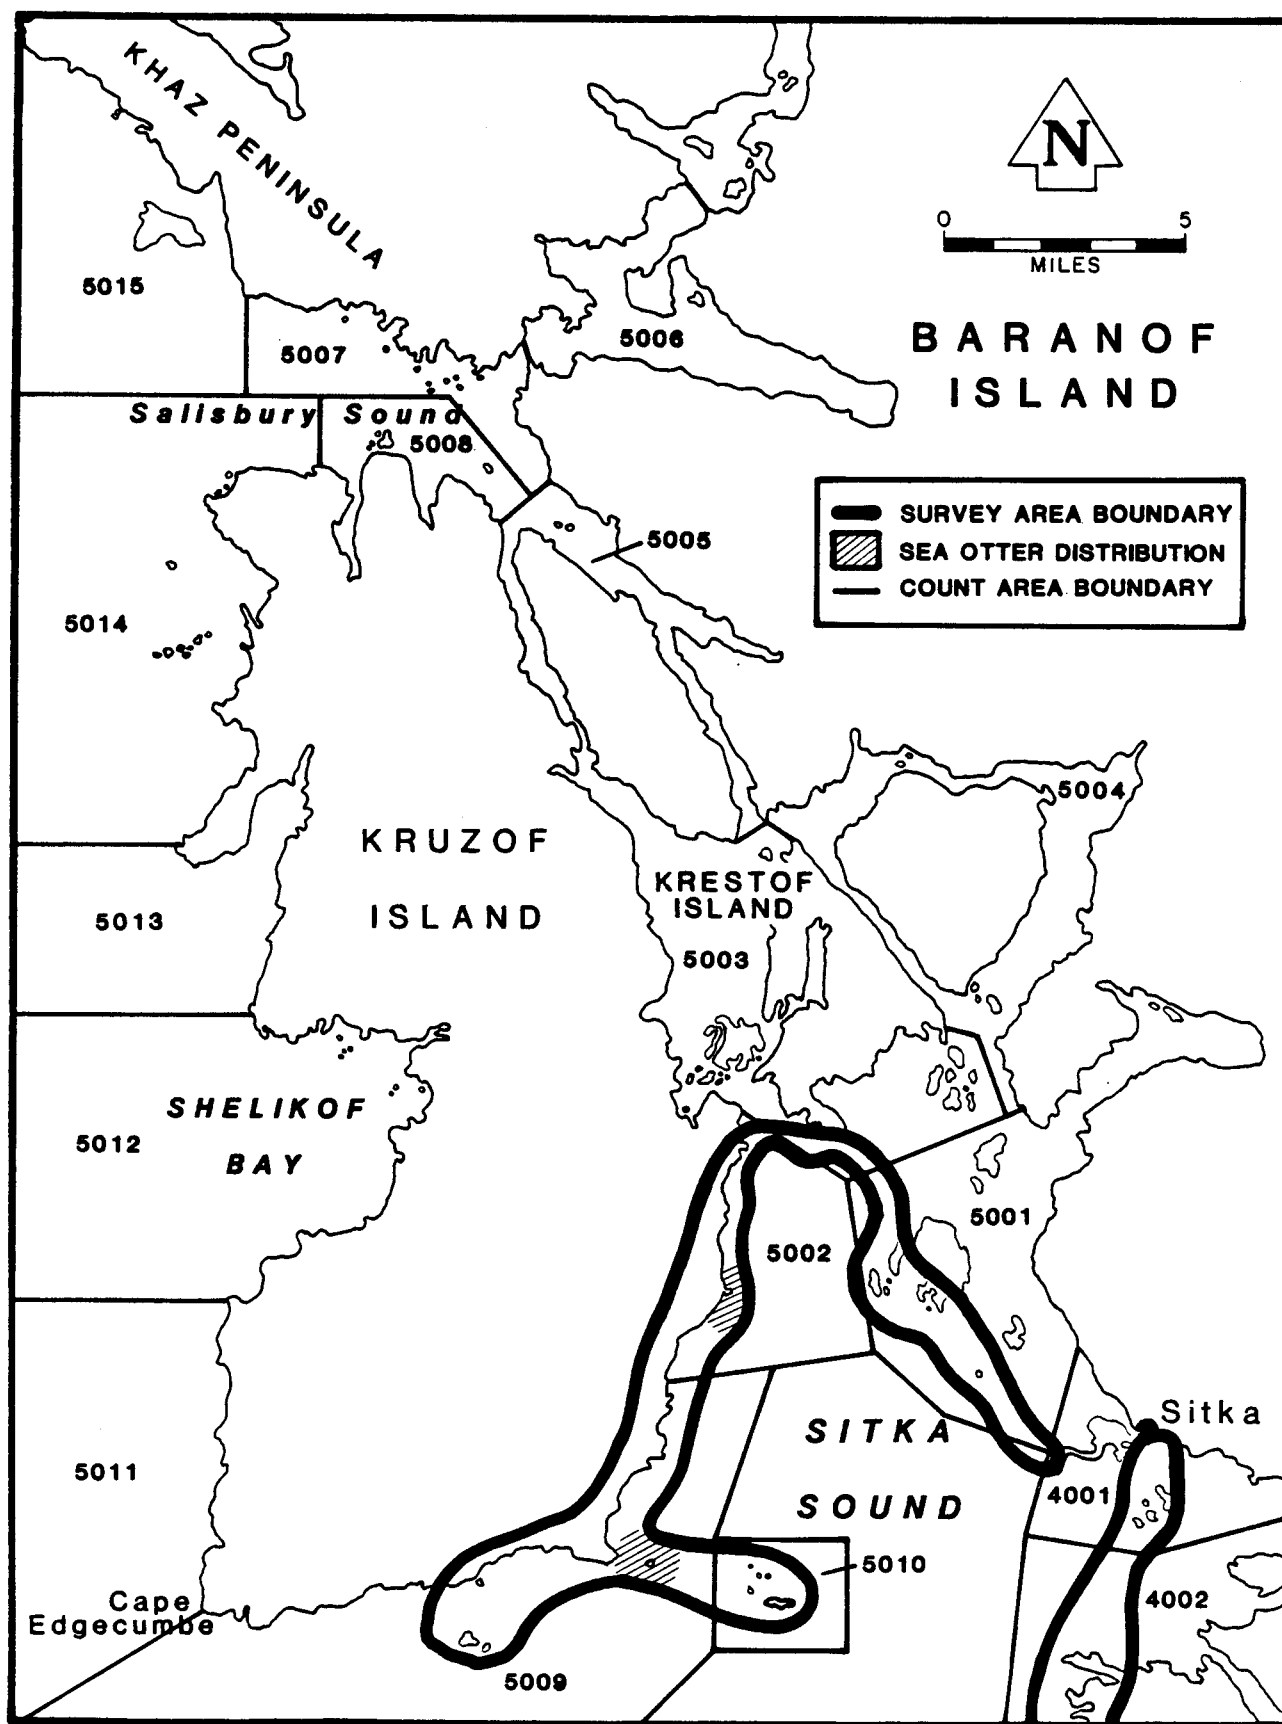 KHAZ PENINSULA
N
0 5
MILES
5015
5007
5006
BARANOF
ISLAND
Salisbury Sound
5008
SURVEY AREA BOUNDARY
SEA OTTER DISTRIBUTION
COUNT AREA BOUNDARY
5005
5014
5004
KRUZOF
ISLAND
KRESTOF
ISLAND
5013
5003
SHELIKOF
BAY
5012
5001
5002
SITKA
SOUND
Sitka
5011
4001
5010
4002
Cape
Edgecumbe
5009